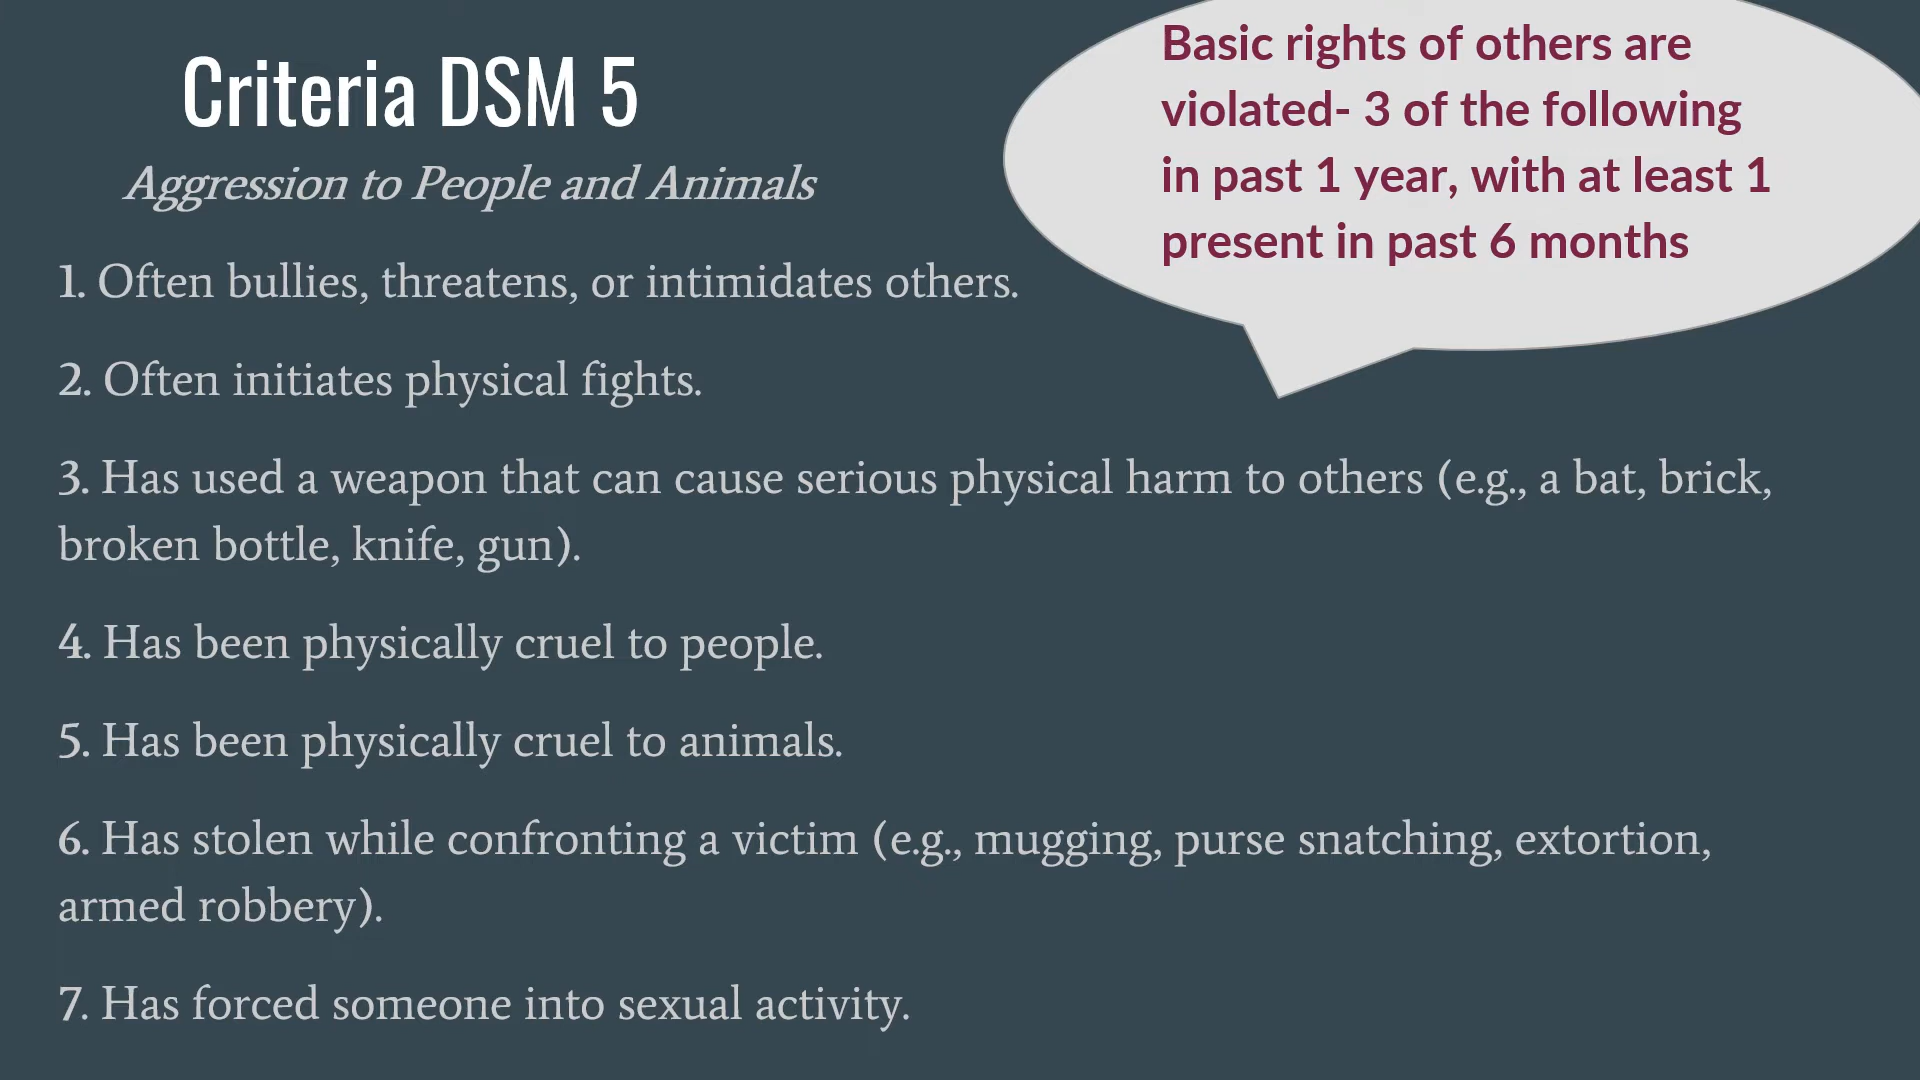 Criteria DSM 5
Aggression to People and Animals
Basic rights of others are
violated- 3 of the following
in past 1 year, with at least 1
present in past 6 months
1. Often bullies, threatens, or intimidates others.
2. Often initiates physical fights.
3. Has used a weapon that can cause serious physical harm to others (e.g., a bat, brick,
broken bottle, knife, gun).
4. Has been physically cruel to people.
5. Has been physically cruel to animals.
6. Has stolen while confronting a victim (e.g., mugging, purse snatching, extortion,
armed robbery).
7. Has forced someone into sexual activity.